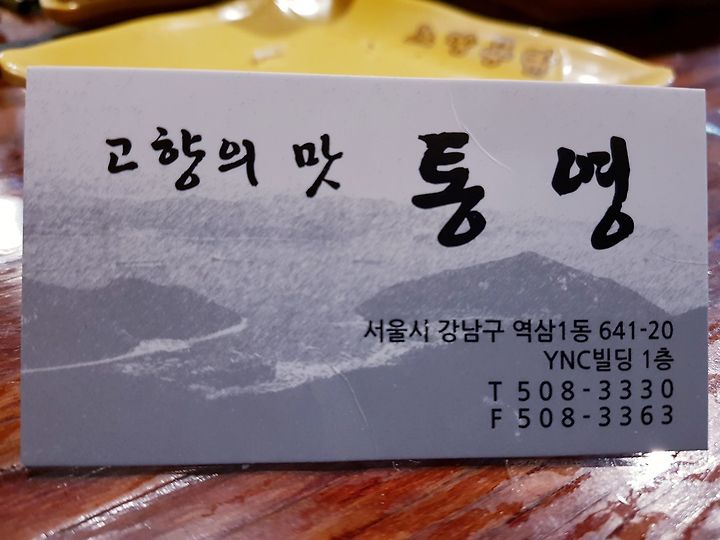 고향의 맛 통영
서울시 강남구 역삼1동 641-20
YNC빌딩 1층
T 508-3330
F 508-3363